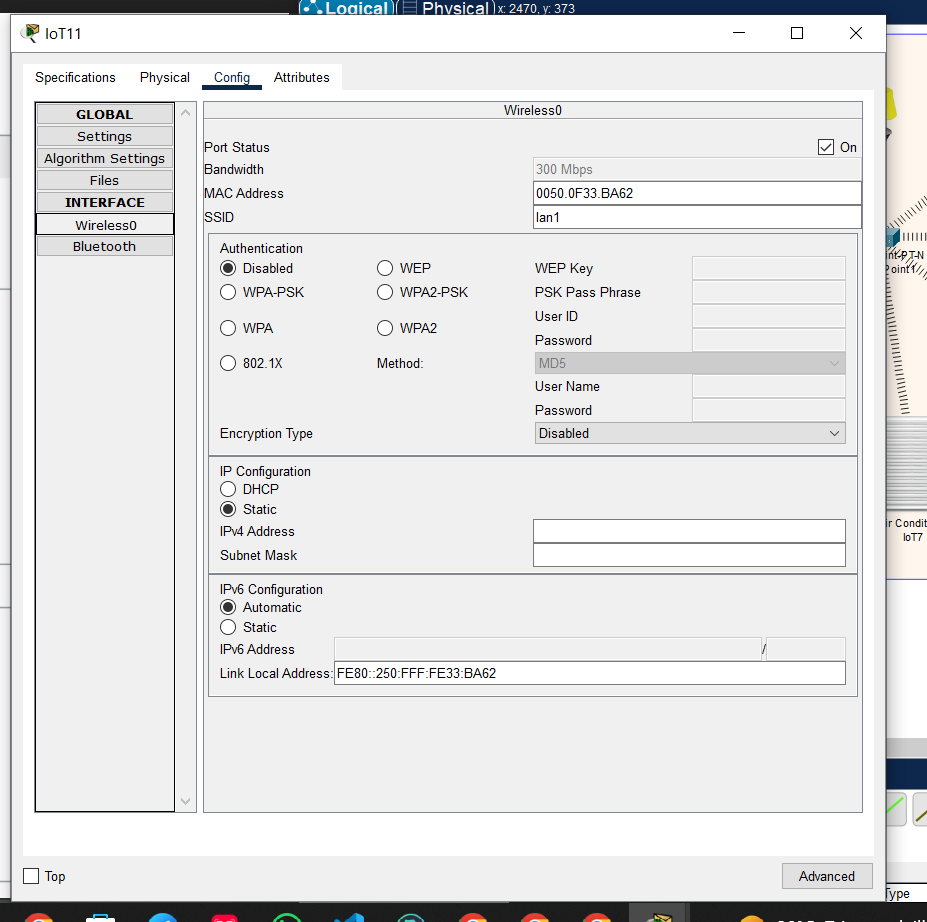 Logical Physical x: 2470, y: 373
IoT11
Specifications Physical Config Attributes
GLOBAL
Settings
Algorithm Settings
Files
INTERFACE
Wireless0
Bluetooth
Wireless0
Port Status On
Bandwidth 300 Mbps
MAC Address 0050.0F33.BA62
SSID lan1
Authentication
Disabled WEP WEP Key
WPA-PSK WPA2-PSK PSK Pass Phrase
User ID
WPA WPA2
Password
802.1X Method: MD5
User Name
Password
Encryption Type Disabled
IP Configuration
DHCP
Static
IPv4 Address
Subnet Mask
IPv6 Configuration
Automatic
Static
IPv6 Address /
Link Local Address: FE80::250:FFF:FE33:BA62
Top Advanced
nt-PT-N
Point1
ir Condit
IoT7
Type